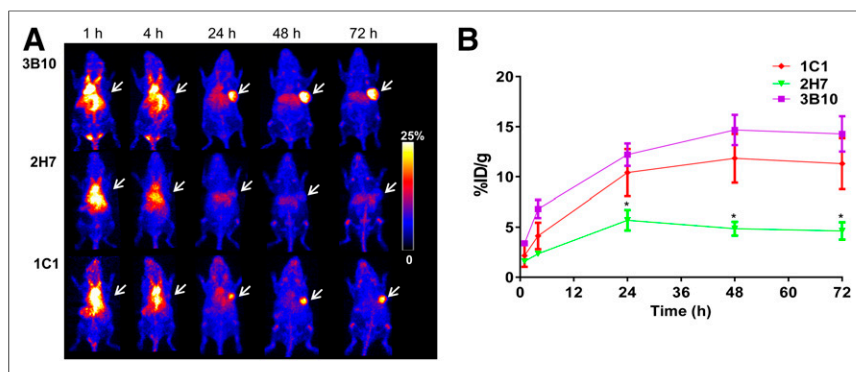 A
1 h 4 h 24 h 48 h 72 h
3B10
2H7
1C1
25%
0
B
1C1
2H7
3B10
%ID/g
20
15
10
5
0
* * *
0 12 24 36 48 60 72
Time (h)